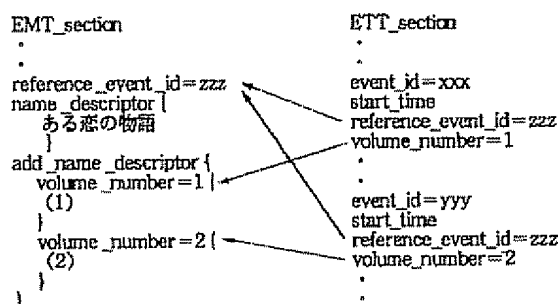 EMT_section
・
・
reference_event_id=zzz
name_descriptor{
ある恋の物語
}
add_name_descriptor{
volume_number=1{
(1)
}
volume_number=2{
(2)
}
}
ETT_section
・
・
event_id=xxx
start_time
reference_event_id=zzz
volume_number=1
・
・
event_id=yyy
start_time
reference_event_id=zzz
volume_number=2
・
・